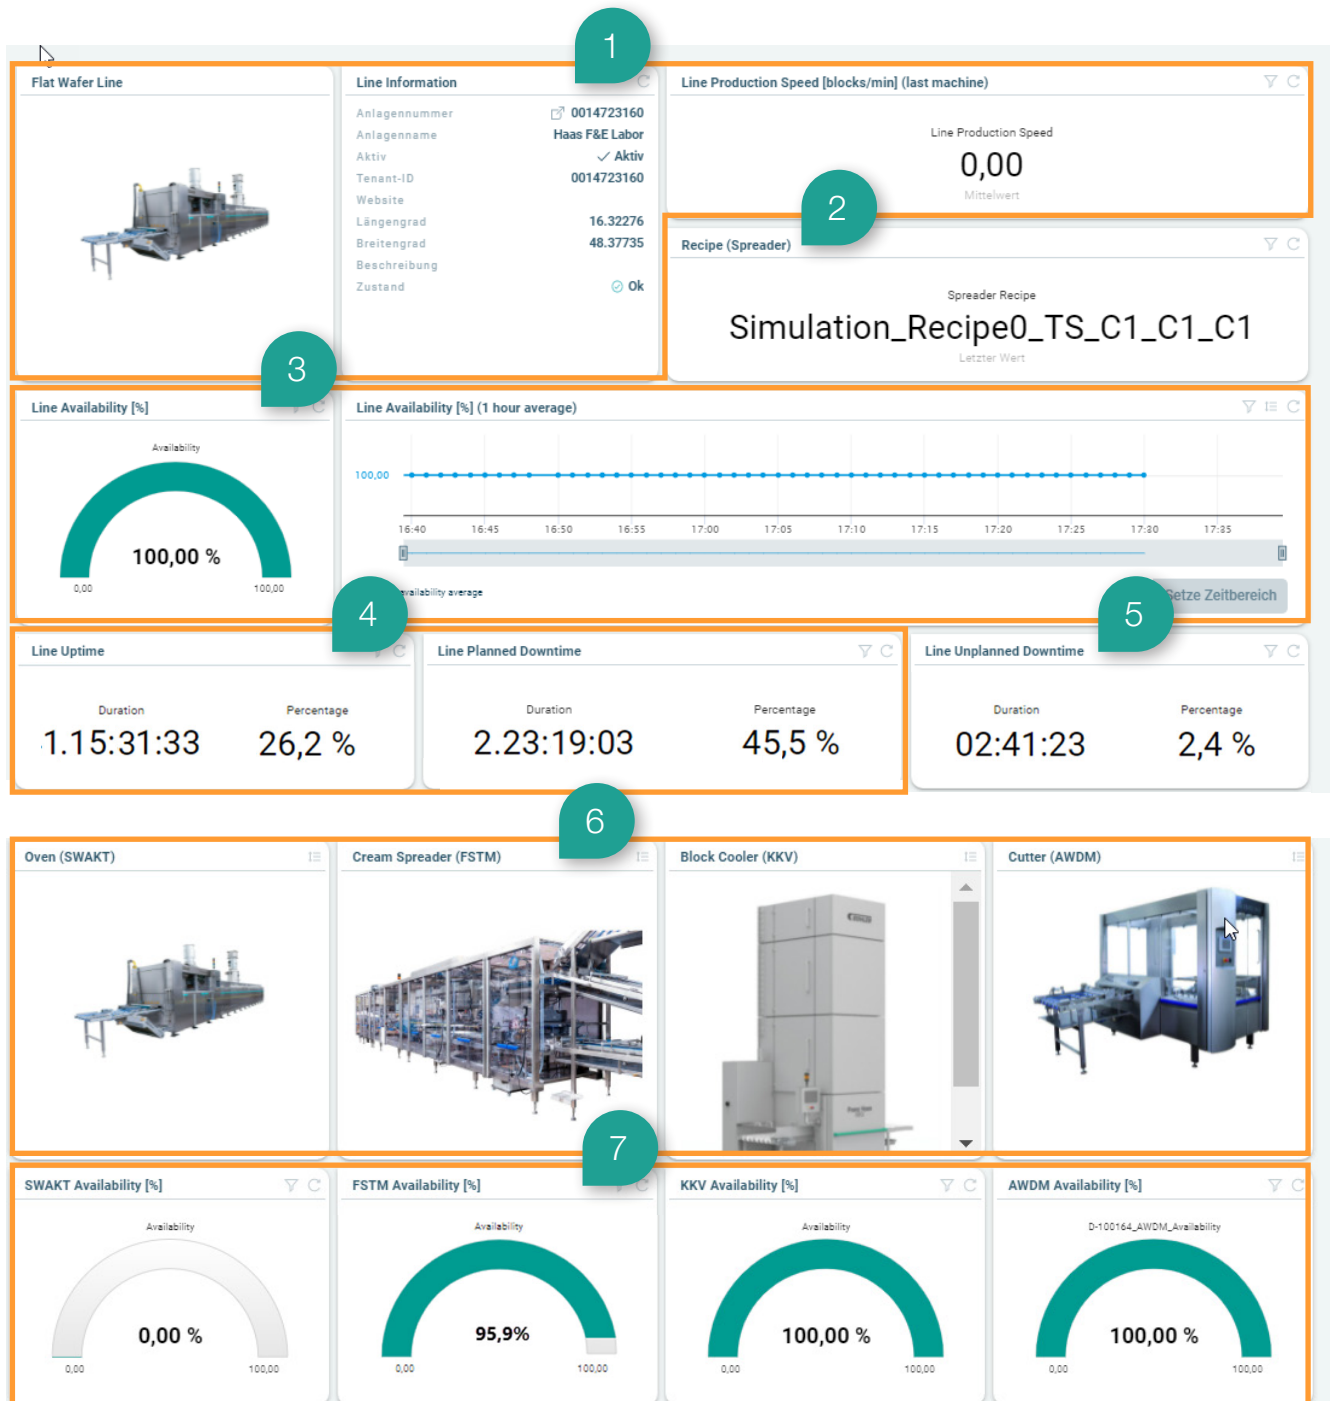 1
Flat Wafer Line
Line Information
Anlagennummer 0014723160
Anlagenname Haas F&E Labor
Aktiv Aktiv
Tenant-ID 0014723160
Website
Längengrad 16.32276
Breitengrad 48.37735
Beschreibung
Zustand Ok
Line Production Speed [blocks/min] (last machine)
Line Production Speed
0,00
Mittelwert
2
Recipe (Spreader)
Spreader Recipe
Simulation_Recipe0_TS_C1_C1_C1
Letzter Wert
3
Line Availability [%]
Availability
100,00 %
0,00 100,00
Line Availability [%] (1 hour average)
100,00
16:40 16:45 16:50 16:55 17:00 17:05 17:10 17:15 17:20 17:25 17:30 17:35
availability average
Setze Zeitbereich
4
5
Line Uptime
Duration Percentage
1.15:31:33 26,2 %
Line Planned Downtime
Duration Percentage
2.23:19:03 45,5 %
Line Unplanned Downtime
Duration Percentage
02:41:23 2,4 %
6
Oven (SWAKT)
Cream Spreader (FSTM)
Block Cooler (KKV)
Cutter (AWDM)
7
SWAKT Availability [%]
Availability
0,00 %
0,00 100,00
FSTM Availability [%]
Availability
95,9%
0,00 100,00
KKV Availability [%]
Availability
100,00 %
0,00 100,00
AWDM Availability [%]
D-100164_AWDM_Availability
100,00 %
0,00 100,00